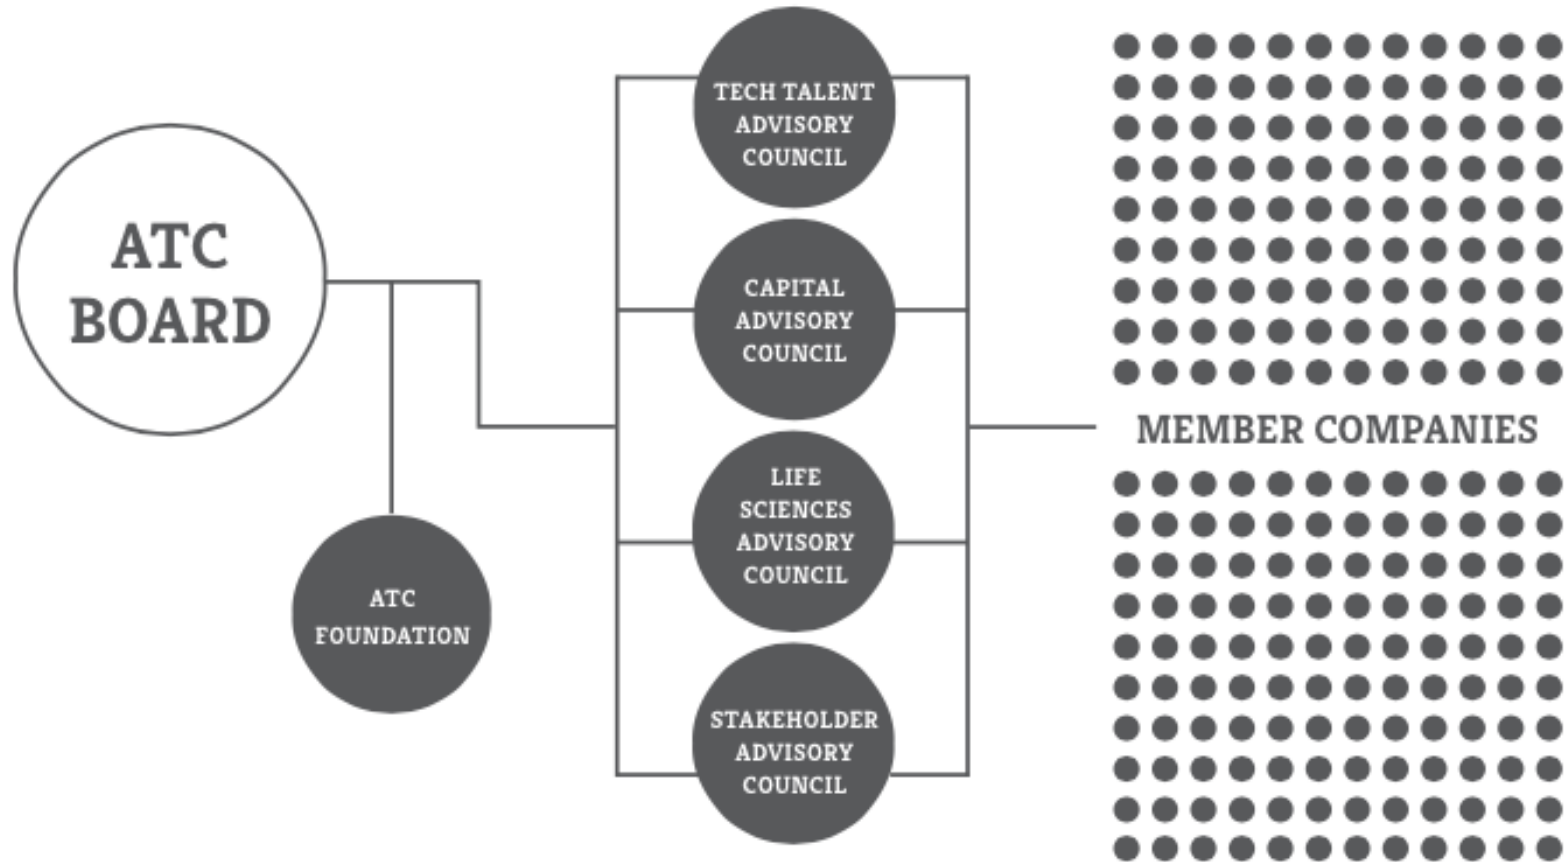 ATC
BOARD
ATC
FOUNDATION
TECH TALENT
ADVISORY
COUNCIL
CAPITAL
ADVISORY
COUNCIL
LIFE
SCIENCES
ADVISORY
COUNCIL
STAKEHOLDER
ADVISORY
COUNCIL
MEMBER COMPANIES